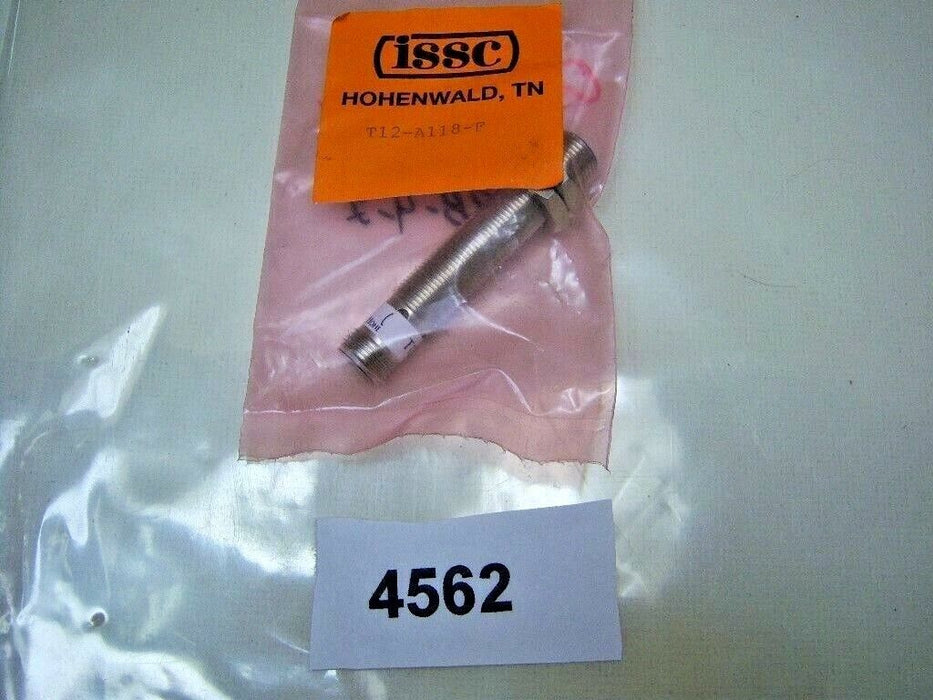 issc
HOHENWALD, TN
T12-A118-F
4562